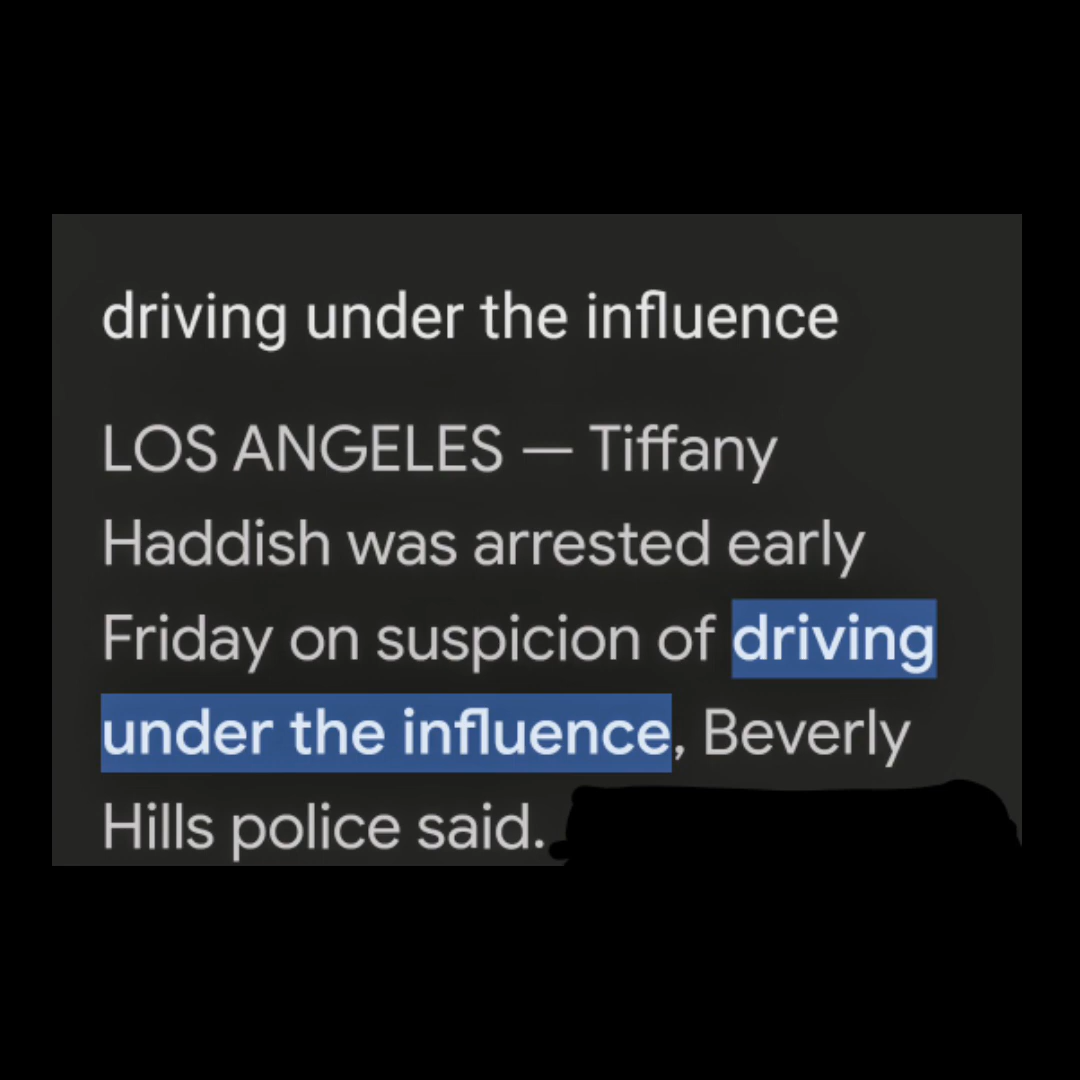 driving under the influence
LOS ANGELES — Tiffany
Haddish was arrested early
Friday on suspicion of driving
under the influence, Beverly
Hills police said.